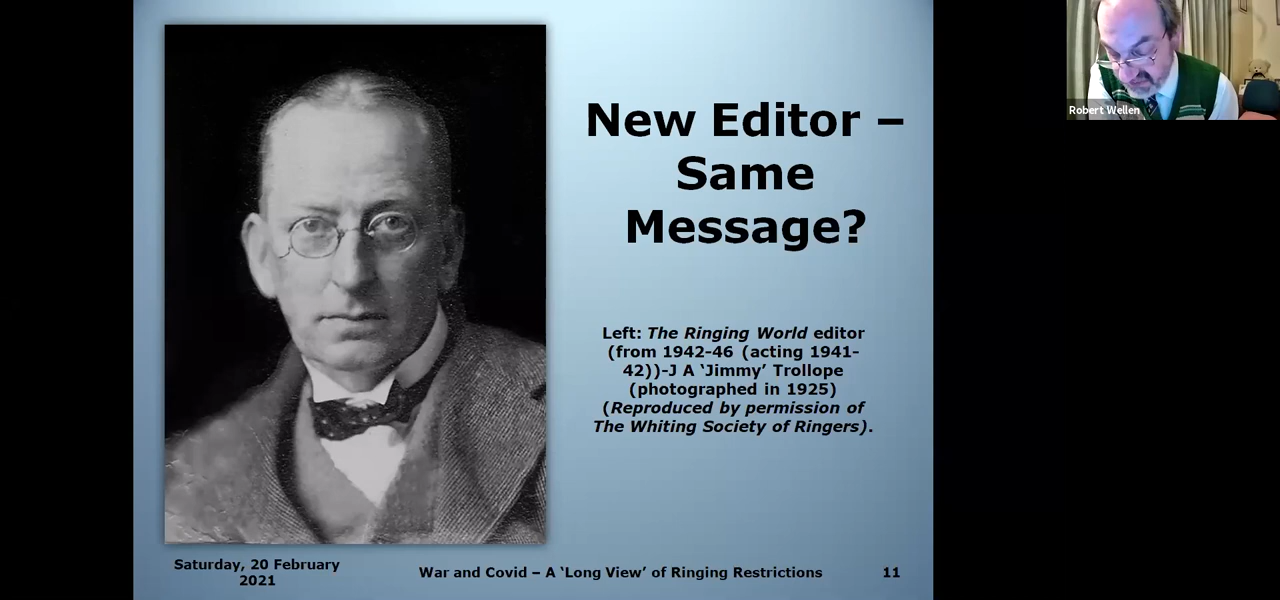 New Editor –
Same
Message?
Left: The Ringing World editor
(from 1942-46 (acting 1941-
42))-J A ‘Jimmy’ Trollope
(photographed in 1925)
(Reproduced by permission of
The Whiting Society of Ringers).
Saturday, 20 February
2021
War and Covid – A ‘Long View’ of Ringing Restrictions
11
Robert Wellen